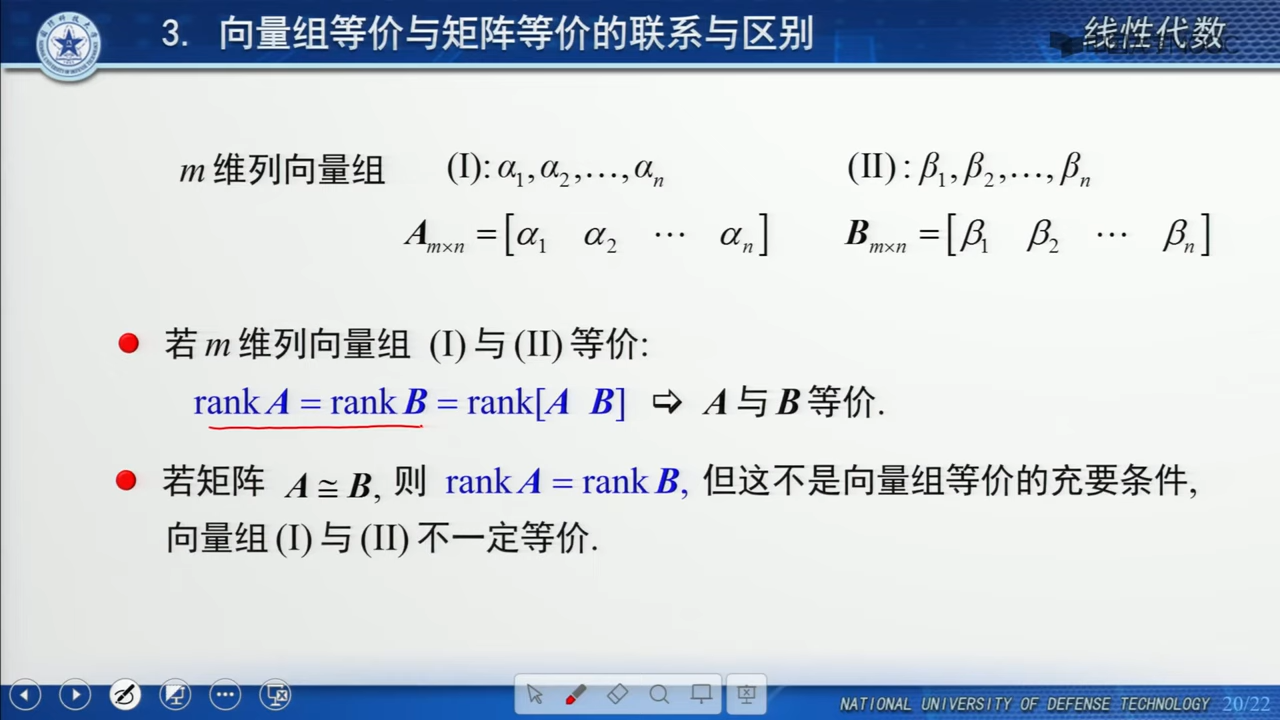 3. 向量组等价与矩阵等价的联系与区别
线性代数
m 维列向量组 (I): α₁,α₂,…,αₙ (II): β₁,β₂,…,βₙ
Aₘ×ₙ = [α₁ α₂ ⋯ αₙ] Bₘ×ₙ = [β₁ β₂ ⋯ βₙ]
若 m 维列向量组 (I) 与 (II) 等价:
rank A = rank B = rank[A B] ⇨ A 与 B 等价.
若矩阵 A ≅ B, 则 rank A = rank B, 但这不是向量组等价的充要条件,
向量组 (I) 与 (II) 不一定等价.
NATIONAL UNIVERSITY OF DEFENSE TECHNOLOGY 20/22